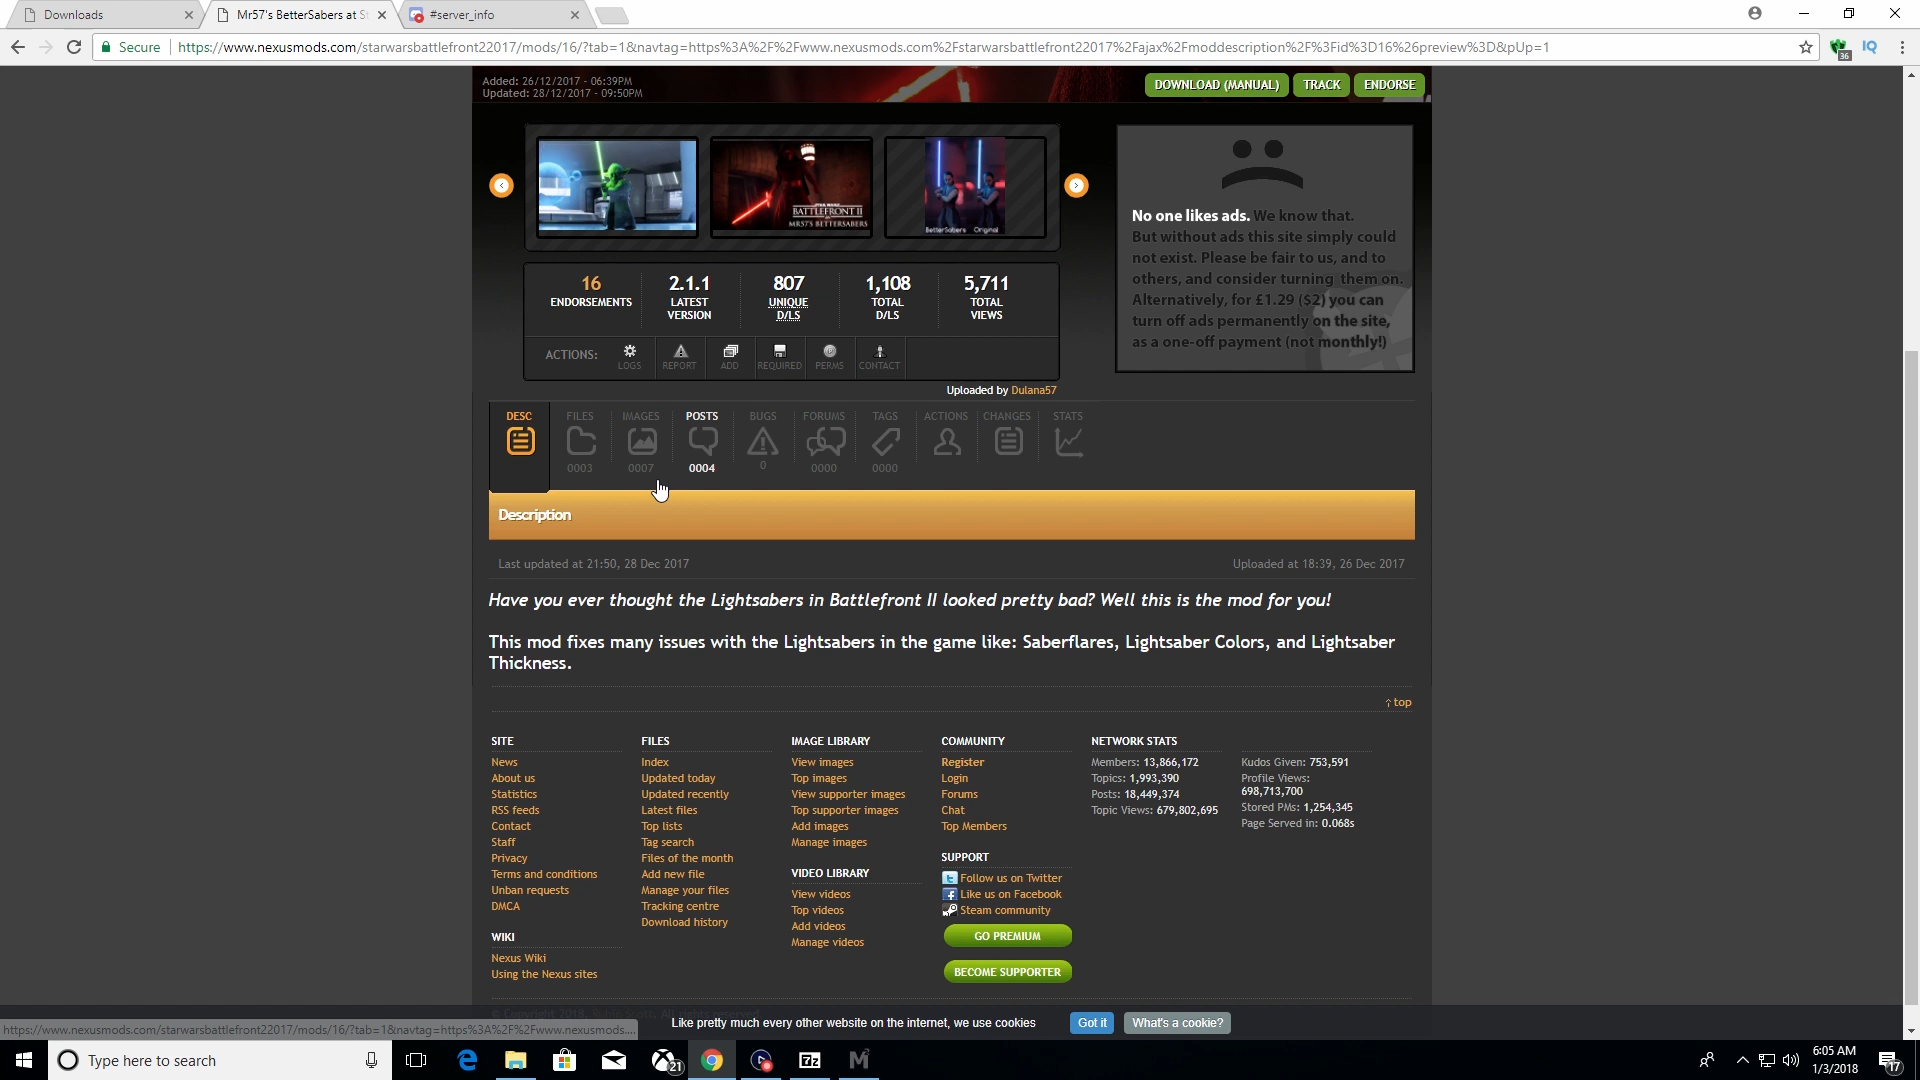 Downloads
Mr57's BetterSabers at St
#server_info
Secure
https://www.nexusmods.com/starwarsbattlefront22017/mods/16/?tab=1&navtag=https%3A%2F%2Fwww.nexusmods.com%2Fstarwarsbattlefront22017%2Fajax%2Fmoddescription%2F%3Fid%3D16%26preview%3D&pUp=1
36
IQ
Added: 26/12/2017 - 06:39PM
Updated: 28/12/2017 - 09:50PM
DOWNLOAD (MANUAL)
TRACK
ENDORSE
BATTLEFRONT II
MR57'S BETTERSABERS
BetterSabers Original
No one likes ads. We know that.
But without ads this site simply could
not exist. Please be fair to us, and to
others, and consider turning them on.
Alternatively, for £1.29 ($2) you can
turn off ads permanently on the site,
as a one-off payment (not monthly!)
16
ENDORSEMENTS
2.1.1
LATEST
VERSION
807
UNIQUE
D/LS
1,108
TOTAL
D/LS
5,711
TOTAL
VIEWS
ACTIONS:
LOGS
REPORT
ADD
REQUIRED
PERMS
CONTACT
Uploaded by Dulana57
DESC
FILES
0003
IMAGES
0007
POSTS
0004
BUGS
0
FORUMS
0000
TAGS
0000
ACTIONS
CHANGES
STATS
Description
Last updated at 21:50, 28 Dec 2017
Uploaded at 18:39, 26 Dec 2017
Have you ever thought the Lightsabers in Battlefront II looked pretty bad? Well this is the mod for you!
This mod fixes many issues with the Lightsabers in the game like: Saberflares, Lightsaber Colors, and Lightsaber
Thickness.
top
SITE
News
About us
Statistics
RSS feeds
Contact
Staff
Privacy
Terms and conditions
Unban requests
DMCA
WIKI
Nexus Wiki
Using the Nexus sites
FILES
Index
Updated today
Updated recently
Latest files
Top lists
Tag search
Files of the month
Add new file
Manage your files
Tracking centre
Download history
IMAGE LIBRARY
View images
Top images
View supporter images
Top supporter images
Add images
Manage images
VIDEO LIBRARY
View videos
Top videos
Add videos
Manage videos
COMMUNITY
Register
Login
Forums
Chat
Top Members
SUPPORT
Follow us on Twitter
Like us on Facebook
Steam community
GO PREMIUM
BECOME SUPPORTER
NETWORK STATS
Members: 13,866,172
Topics: 1,993,390
Posts: 18,449,374
Topic Views: 679,802,695
Kudos Given: 753,591
Profile Views:
698,713,700
Stored PMs: 1,254,345
Page Served in: 0.068s
Like pretty much every other website on the internet, we use cookies
Got it
What's a cookie?
https://www.nexusmods.com/starwarsbattlefront22017/mods/16/?tab=1&navtag=https%3A%2F%2Fwww.nexusmods....
Type here to search
21
7z
6:05 AM
1/3/2018
17